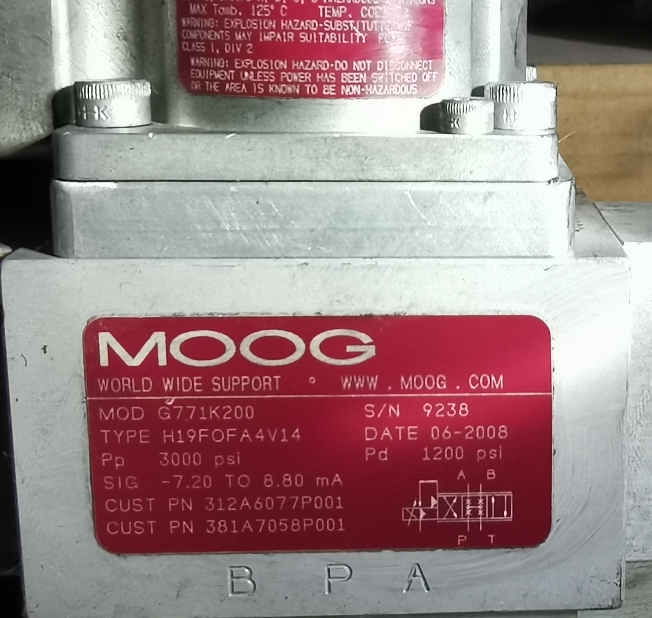 MAX Tamb. 125° C TEMP. CODE
WARNING: EXPLOSION HAZARD-SUBSTITUTION OF
COMPONENTS MAY IMPAIR SUITABILITY FOR
CLASS 1, DIV 2
WARNING: EXPLOSION HAZARD-DO NOT DISCONNECT
EQUIPMENT UNLESS POWER HAS BEEN SWITCHED OFF
OR THE AREA IS KNOWN TO BE NON-HAZARDOUS
MOOG
WORLD WIDE SUPPORT ° WWW . MOOG . COM
MOD G771K200 S/N 9238
TYPE H19FOFA4V14 DATE 06-2008
Pp 3000 psi Pd 1200 psi
SIG -7.20 TO 8.80 mA
CUST PN 312A6077P001
CUST PN 381A7058P001
A B
P T
B P A